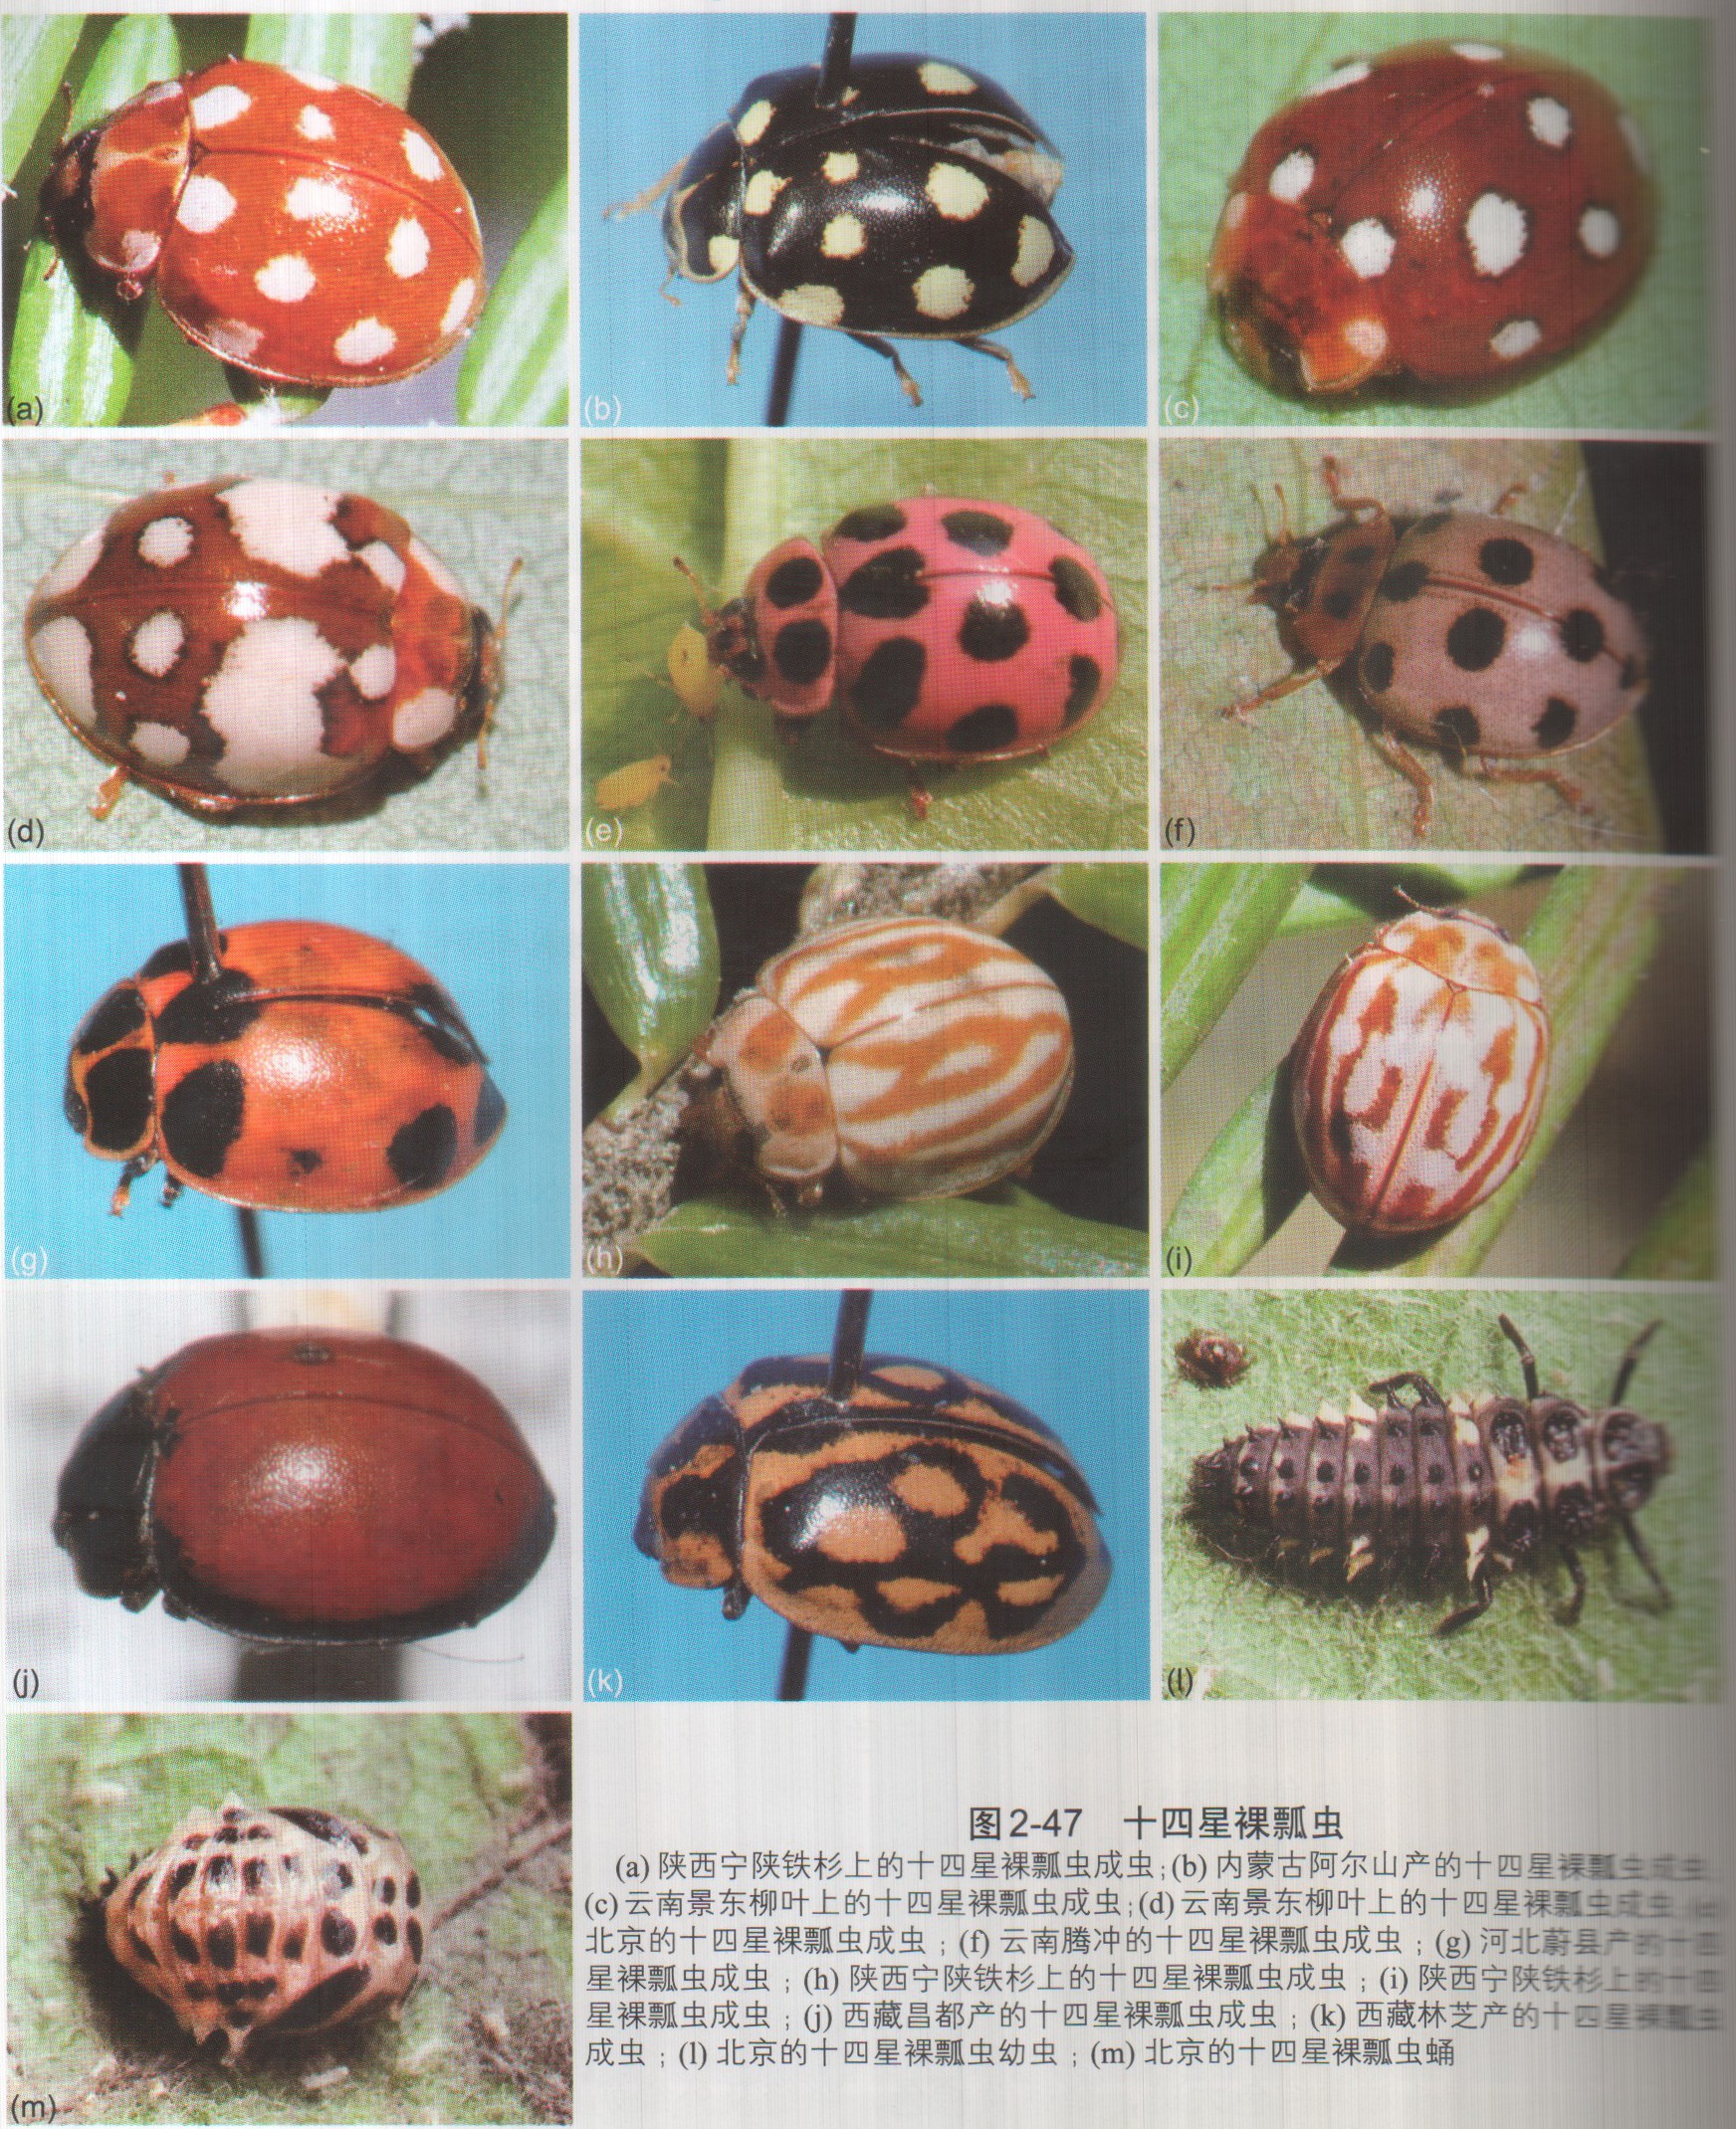 (a)
(b)
(c)
(d)
(e)
(f)
(g)
(h)
(i)
(j)
(k)
(l)
(m)
图2-47 十四星裸瓢虫
(a) 陕西宁陕铁杉上的十四星裸瓢虫成虫;(b) 内蒙古阿尔山产的十四星裸瓢虫成虫
(c) 云南景东柳叶上的十四星裸瓢虫成虫;(d) 云南景东柳叶上的十四星裸瓢虫成虫
北京的十四星裸瓢虫成虫;(f) 云南腾冲的十四星裸瓢虫成虫;(g) 河北蔚县产的十四
星裸瓢虫成虫;(h) 陕西宁陕铁杉上的十四星裸瓢虫成虫;(i) 陕西宁陕铁杉上的十四
星裸瓢虫成虫;(j) 西藏昌都产的十四星裸瓢虫成虫;(k) 西藏林芝产的十四星裸瓢虫
成虫;(l) 北京的十四星裸瓢虫幼虫;(m) 北京的十四星裸瓢虫蛹